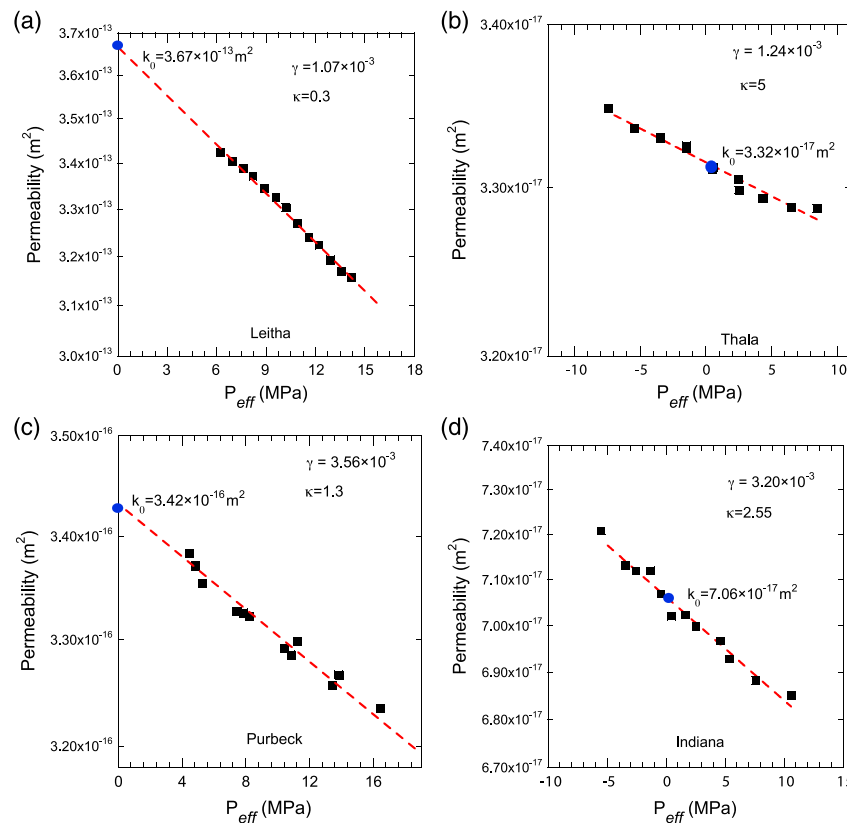 (a)
3.7x10⁻¹³
3.6x10⁻¹³
3.5x10⁻¹³
3.4x10⁻¹³
3.3x10⁻¹³
3.2x10⁻¹³
3.1x10⁻¹³
3.0x10⁻¹³
Permeability (m²)
k₀=3.67×10⁻¹³m²
γ =1.07×10⁻³
κ=0.3
Leitha
0 3 6 9 12 15 18
P_eff (MPa)
(b)
3.40x10⁻¹⁷
3.30x10⁻¹⁷
3.20x10⁻¹⁷
Permeability (m²)
γ = 1.24×10⁻³
κ=5
k₀=3.32×10⁻¹⁷m²
Thala
-10 -5 0 5 10
P_eff (MPa)
(c)
3.50x10⁻¹⁶
3.40x10⁻¹⁶
3.30x10⁻¹⁶
3.20x10⁻¹⁶
Permeability (m²)
γ = 3.56×10⁻³
κ=1.3
k₀=3.42×10⁻¹⁶m²
Purbeck
0 4 8 12 16
P_eff (MPa)
(d)
7.40x10⁻¹⁷
7.30x10⁻¹⁷
7.20x10⁻¹⁷
7.10x10⁻¹⁷
7.00x10⁻¹⁷
6.90x10⁻¹⁷
6.80x10⁻¹⁷
6.70x10⁻¹⁷
Permeability (m²)
γ = 3.20×10⁻³
κ=2.55
k₀=7.06×10⁻¹⁷m²
Indiana
-10 -5 0 5 10 15
P_eff (MPa)